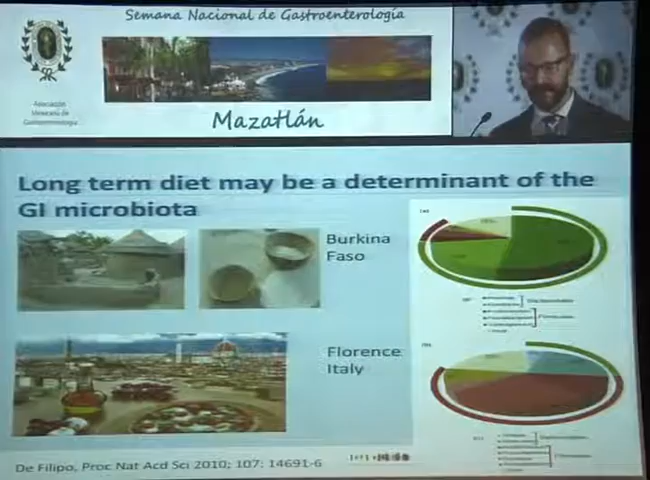 Semana Nacional de Gastroenterología
Asociación
Mexicana de
Gastroenterología
Mazatlán
Long term diet may be a determinant of the
GI microbiota
Burkina
Faso
Florence
Italy
De Filipo, Proc Nat Acd Sci 2010; 107: 14691-6